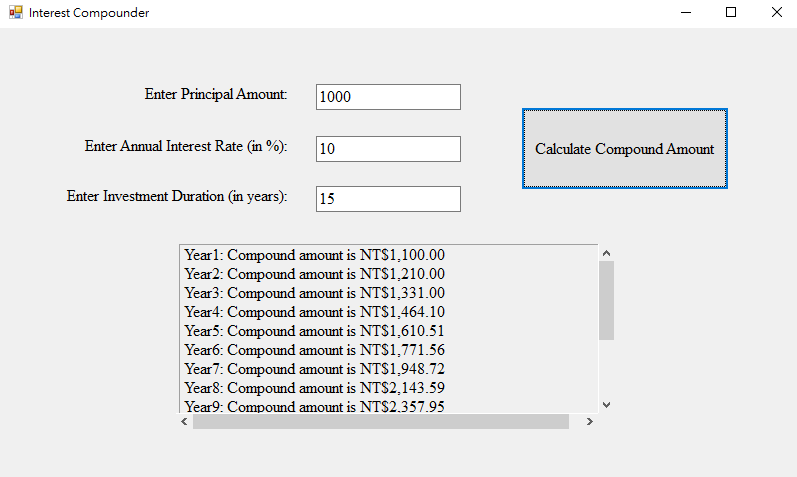 Interest Compounder
Enter Principal Amount: 1000
Calculate Compound Amount
Enter Annual Interest Rate (in %): 10
Enter Investment Duration (in years): 15
Year1: Compound amount is NT$1,100.00
Year2: Compound amount is NT$1,210.00
Year3: Compound amount is NT$1,331.00
Year4: Compound amount is NT$1,464.10
Year5: Compound amount is NT$1,610.51
Year6: Compound amount is NT$1,771.56
Year7: Compound amount is NT$1,948.72
Year8: Compound amount is NT$2,143.59
Year9: Compound amount is NT$2,357.95